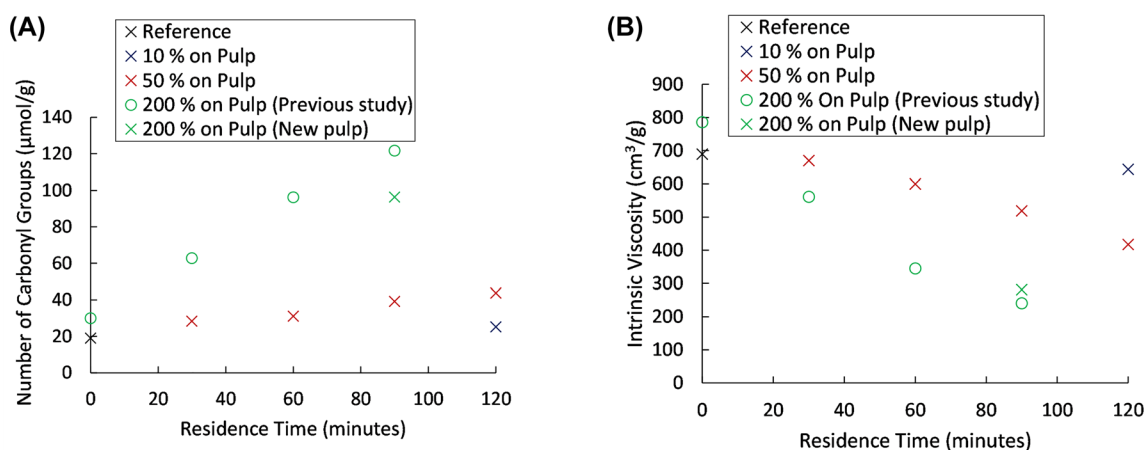 (A)
Reference
10 % on Pulp
50 % on Pulp
200 % on Pulp (Previous study)
200 % on Pulp (New pulp)
Number of Carbonyl Groups (µmol/g)
140
120
100
80
60
40
20
0
0 20 40 60 80 100 120
Residence Time (minutes)
(B)
Reference
10 % on Pulp
50 % on Pulp
200 % On Pulp (Previous study)
200 % on Pulp (New pulp)
Intrinsic Viscosity (cm³/g)
900
800
700
600
500
400
300
200
100
0
0 20 40 60 80 100 120
Residence Time (minutes)